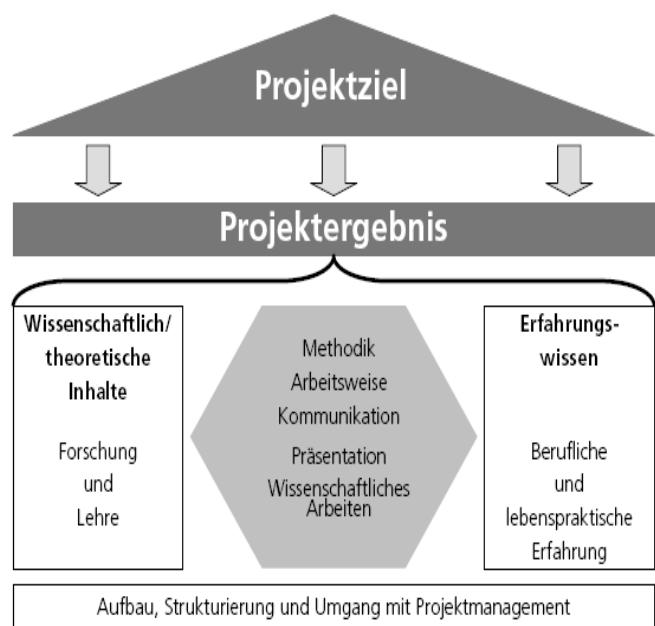 Projektziel
Projektergebnis
Wissenschaftlich/
theoretische
Inhalte
Forschung
und
Lehre
Methodik
Arbeitsweise
Kommunikation
Präsentation
Wissenschaftliches
Arbeiten
Erfahrungs-
wissen
Berufliche
und
lebenspraktische
Erfahrung
Aufbau, Strukturierung und Umgang mit Projektmanagement